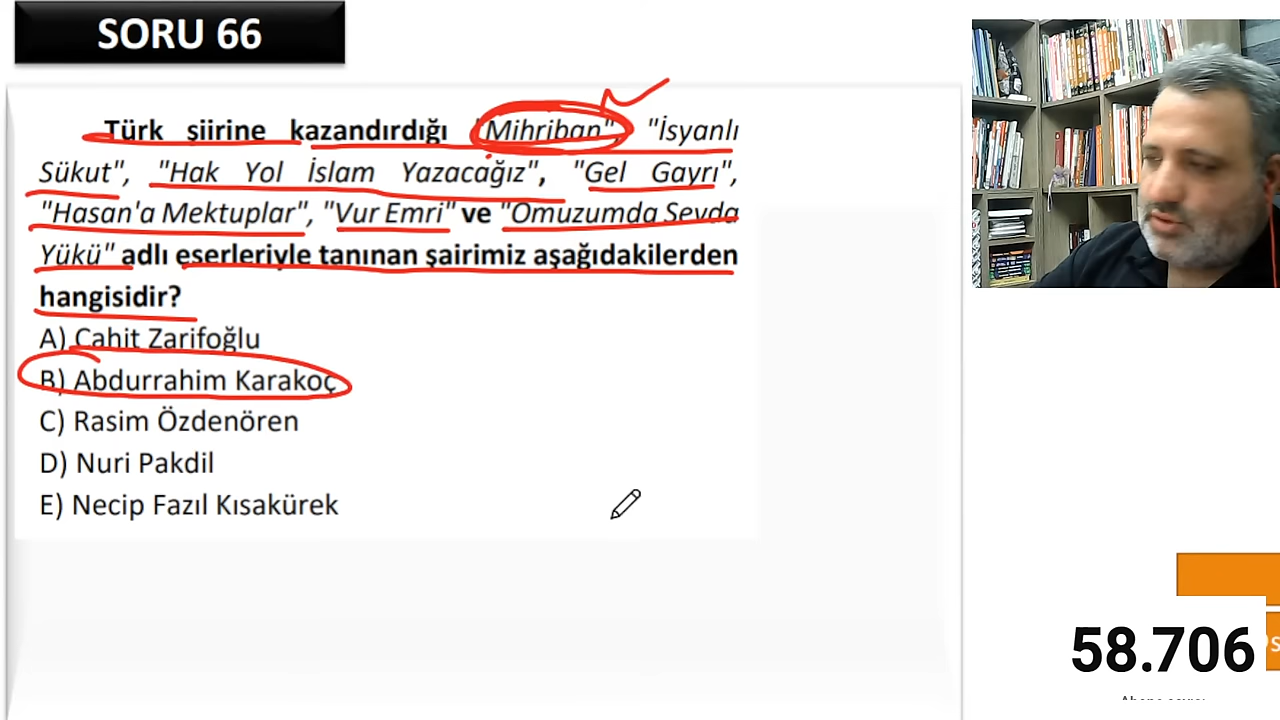 SORU 66
Türk şiirine kazandırdığı "Mihriban", "İsyanlı
Sükut", "Hak Yol İslam Yazacağız", "Gel Gayrı",
"Hasan'a Mektuplar", "Vur Emri" ve "Omuzumda Sevda
Yükü" adlı eserleriyle tanınan şairimiz aşağıdakilerden
hangisidir?
A) Cahit Zarifoğlu
B) Abdurrahim Karakoç
C) Rasim Özdenören
D) Nuri Pakdil
E) Necip Fazıl Kısakürek
58.706